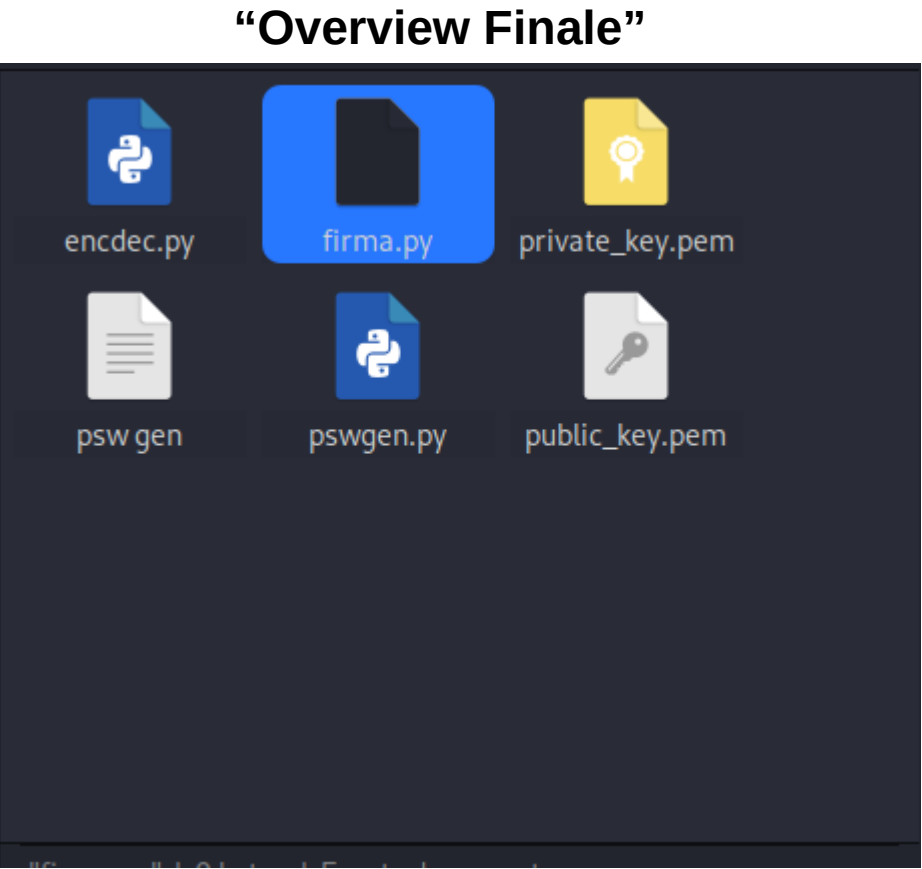 “Overview Finale”
encdec.py
firma.py
private_key.pem
psw gen
pswgen.py
public_key.pem